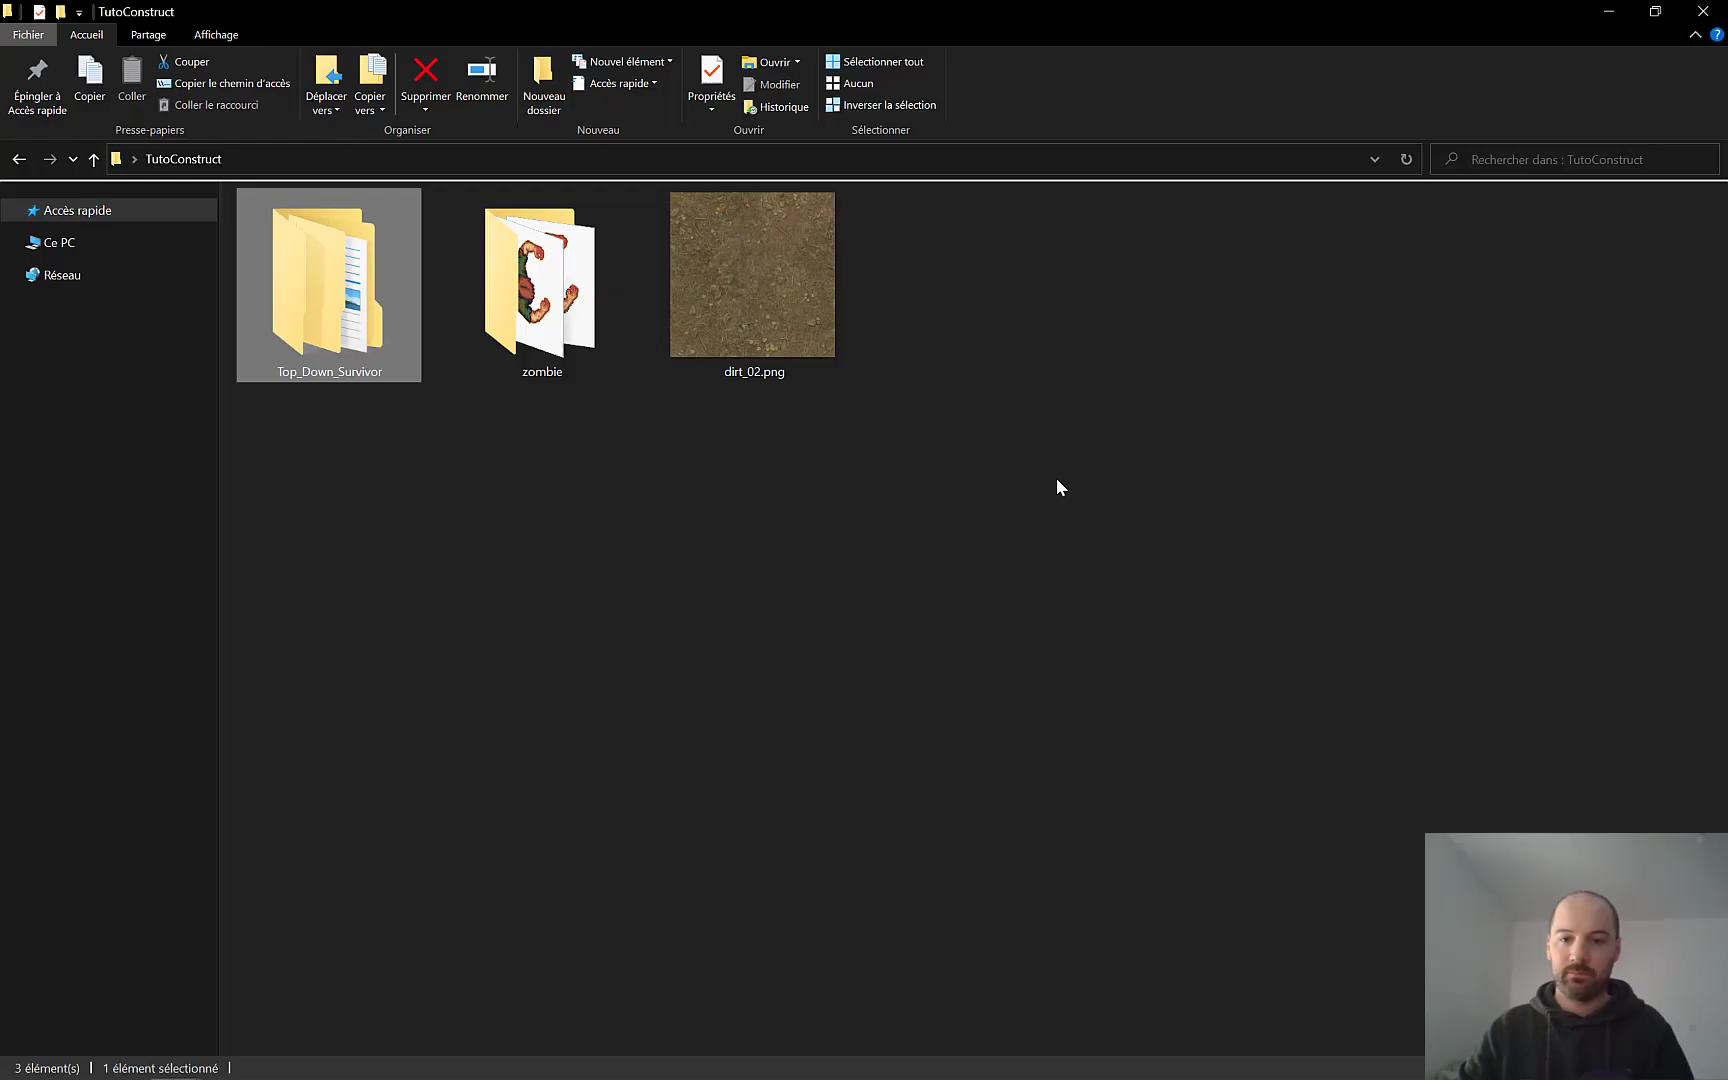 TutoConstruct
Fichier Accueil Partage Affichage
Épingler à Accès rapide
Copier
Coller
Couper
Copier le chemin d'accès
Coller le raccourci
Presse-papiers
Déplacer vers
Copier vers
Supprimer
Renommer
Organiser
Nouveau dossier
Nouvel élément
Accès rapide
Nouveau
Propriétés
Ouvrir
Modifier
Historique
Ouvrir
Sélectionner tout
Aucun
Inverser la sélection
Sélectionner
TutoConstruct
Rechercher dans : TutoConstruct
Accès rapide
Ce PC
Réseau
Top_Down_Survivor
zombie
dirt_02.png
3 élément(s)
1 élément sélectionné